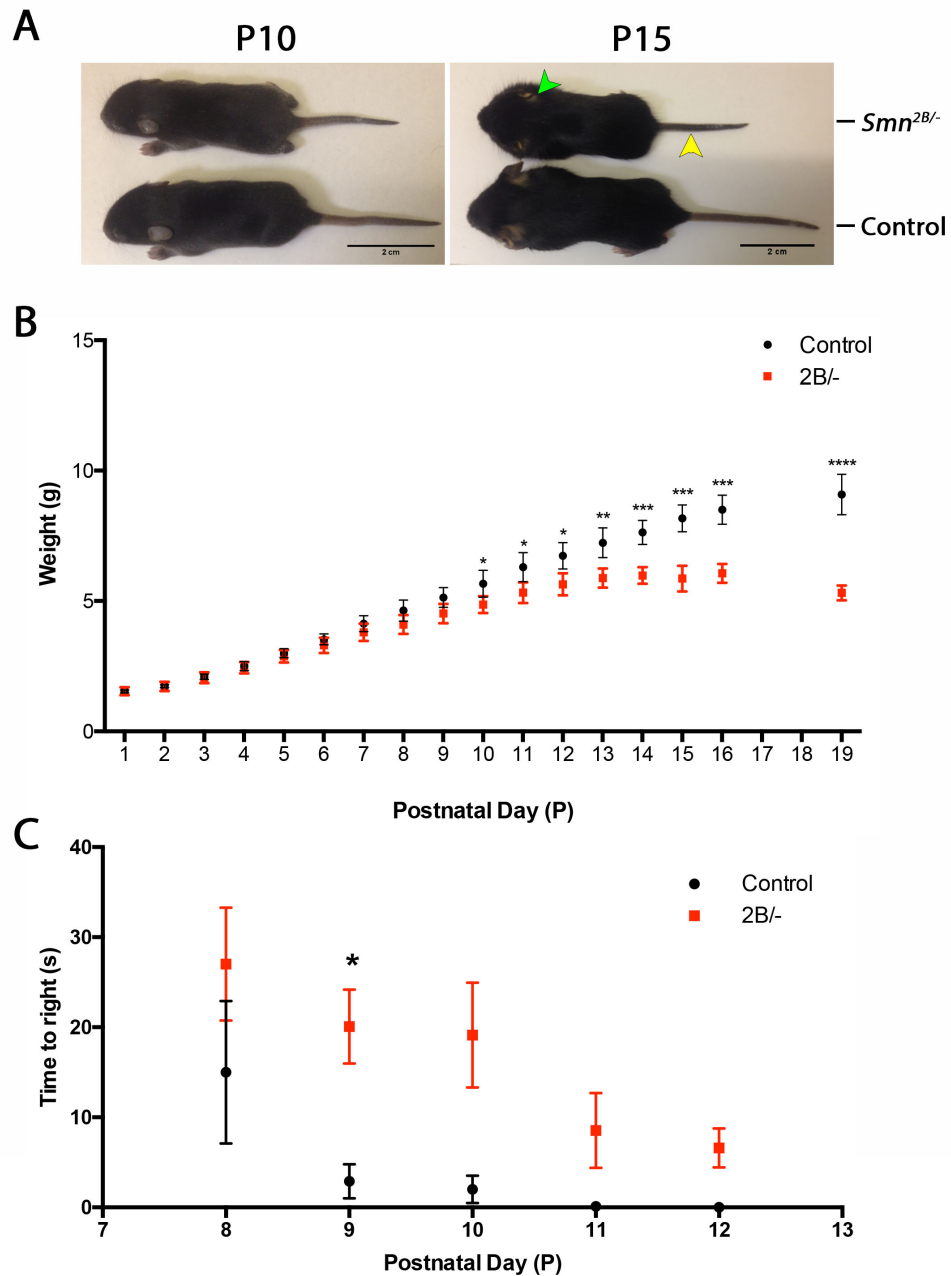 A
P10 P15
Smn2B/-
Control
2 cm 2 cm
B
15
10
5
0
Weight (g)
Control
2B/-
* * * ** *** *** *** ****
1 2 3 4 5 6 7 8 9 10 11 12 13 14 15 16 17 18 19
Postnatal Day (P)
C
40
30
20
10
0
Time to right (s)
Control
2B/-
*
7 8 9 10 11 12 13
Postnatal Day (P)